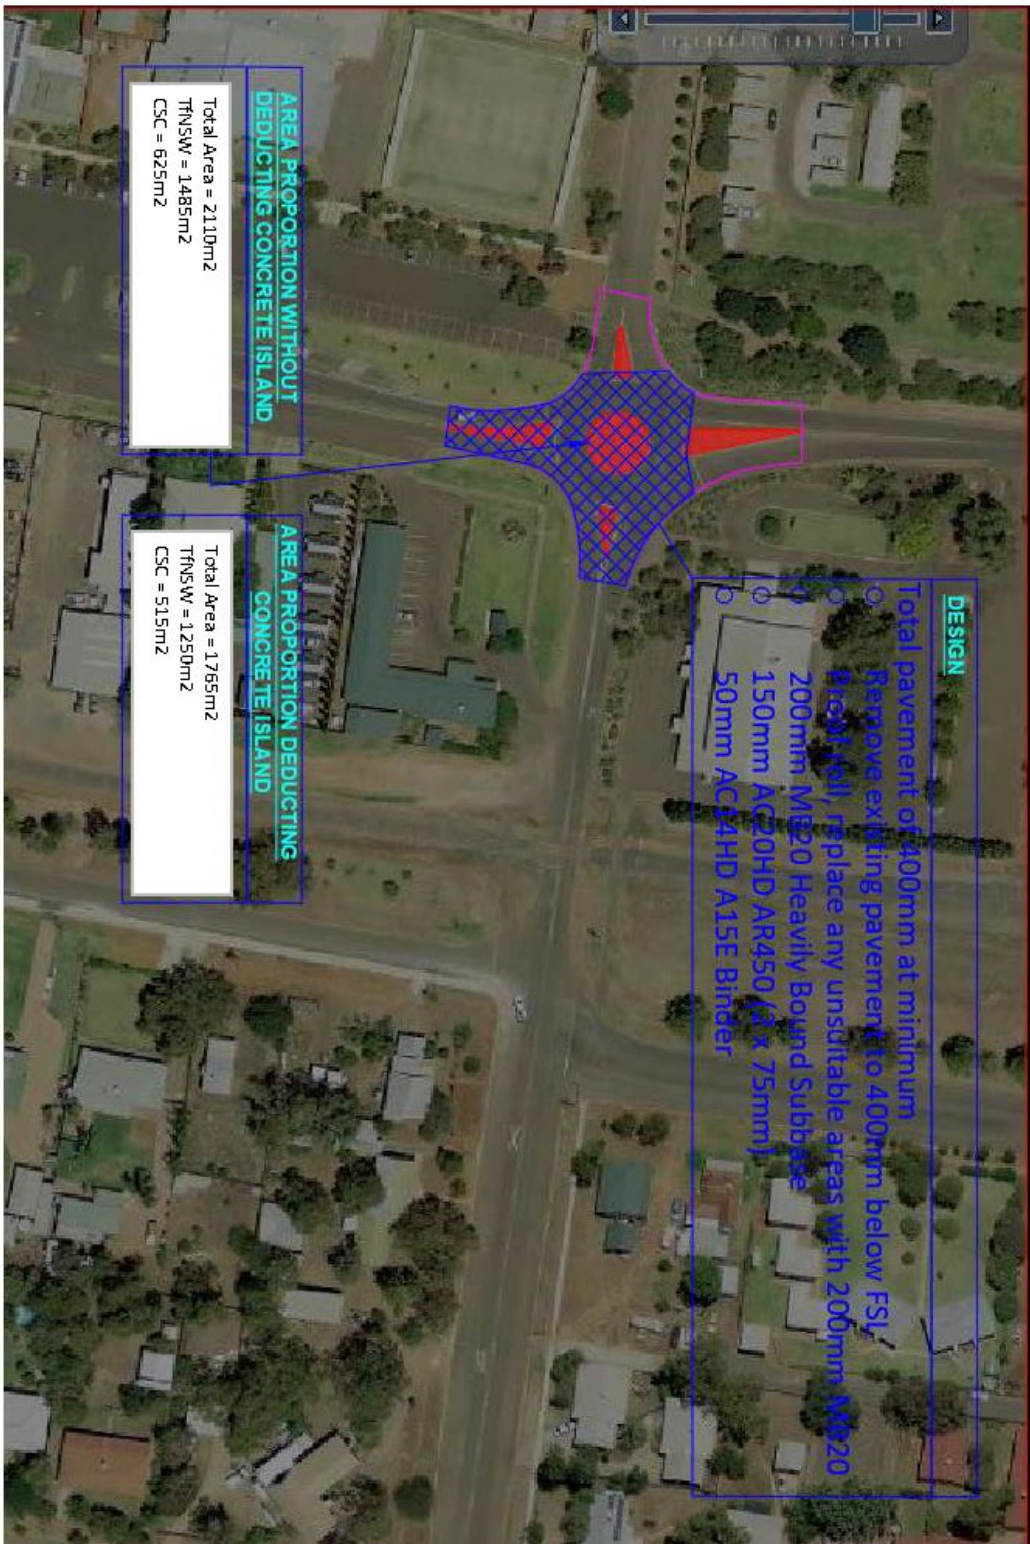 DESIGN
Total pavement of 400mm at minimum
Remove existing pavement to 400mm below FSL
Proof roll, replace any unsuitable areas with 200mm MB20
200mm MB20 Heavily Bound Subbase
150mm AC20HD AR450 (2 x 75mm)
50mm AC14HD A15E Binder
AREA PROPORTION WITHOUT
DEDUCTING CONCRETE ISLAND
Total Area = 2110m2
TfNSW = 1485m2
CSC = 625m2
AREA PROPORTION DEDUCTING
CONCRETE ISLAND
Total Area = 1765m2
TfNSW = 1250m2
CSC = 515m2